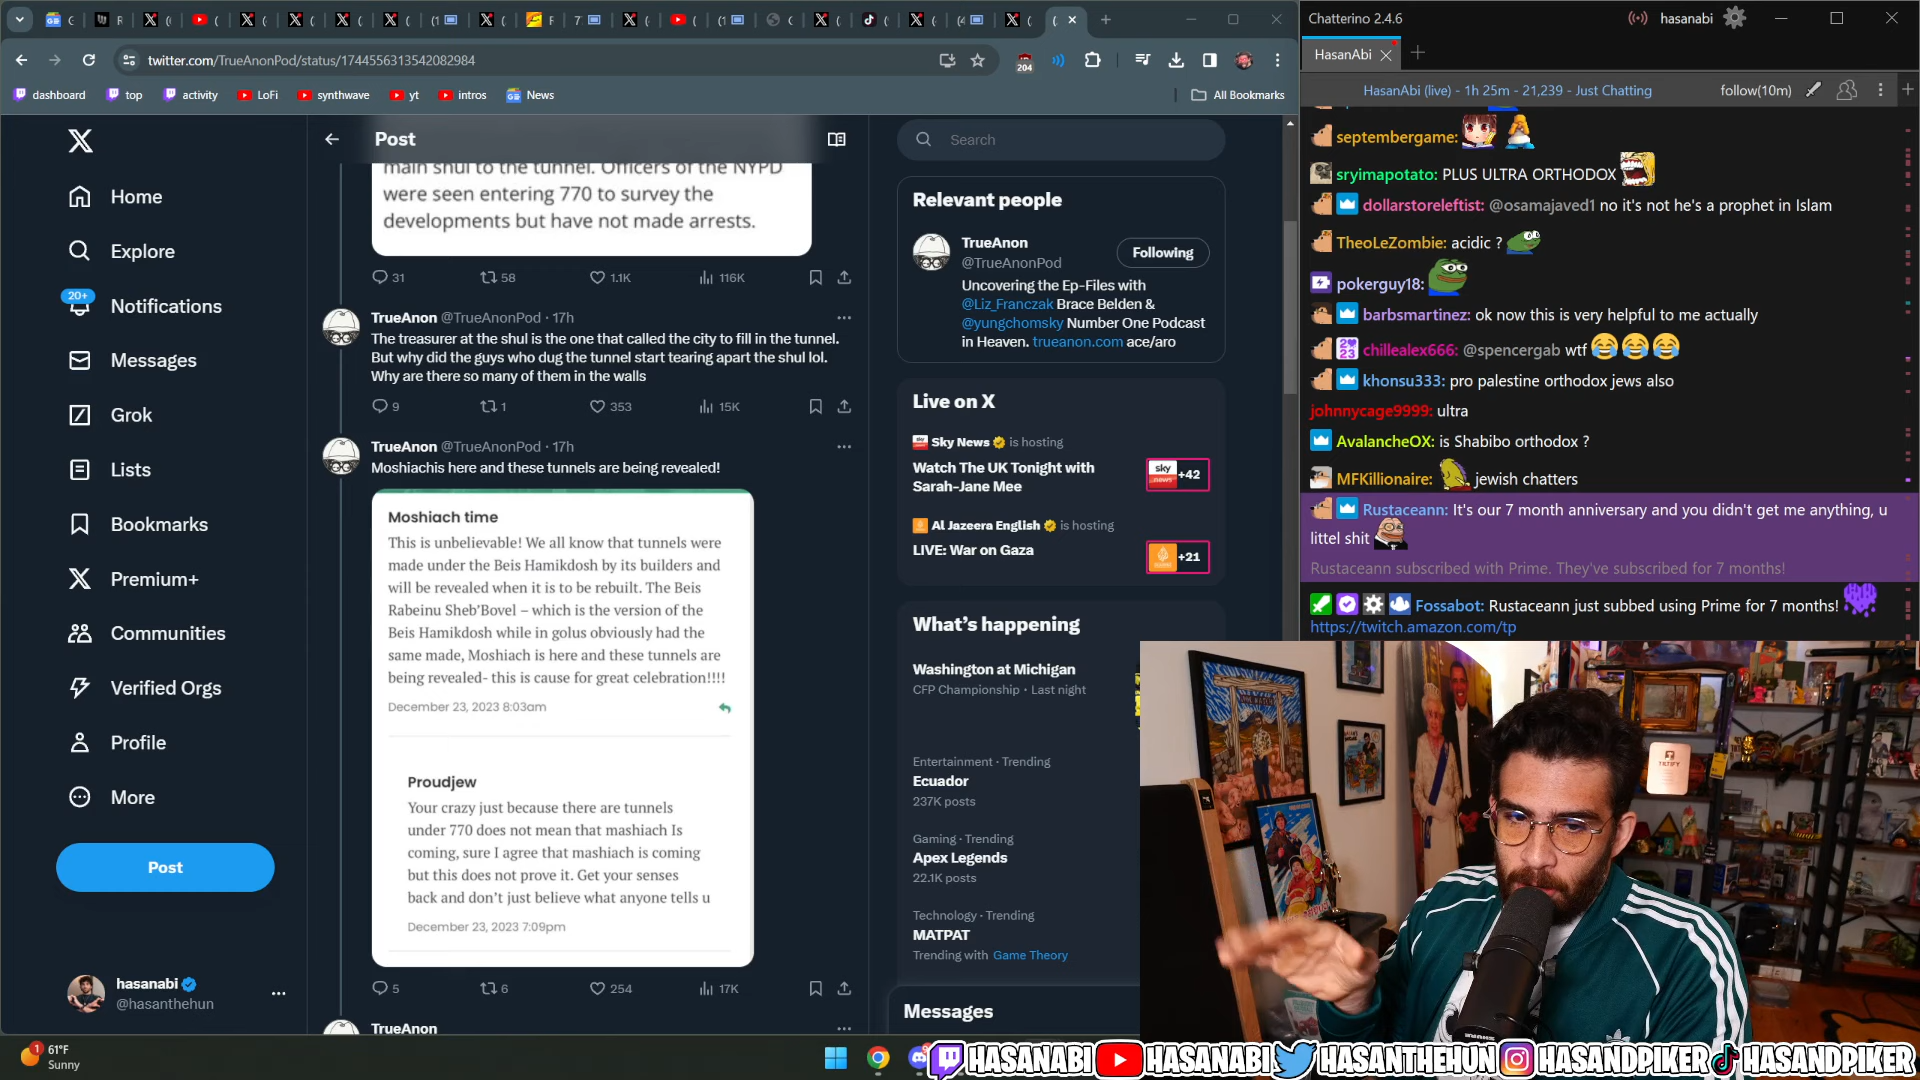 twitter.com/TrueAnonPod/status/1744556313542082984
204
dashboard
top
activity
LoFi
synthwave
yt
intros
News
All Bookmarks
Home
Explore
20+
Notifications
Messages
Grok
Lists
Bookmarks
Communities
Premium+
Verified Orgs
Profile
More
Post
hasanabi
@hasanthehun
Post
main shul to the tunnel. Officers of the NYPD
were seen entering 770 to survey the
developments but have not made arrests.
31
58
1.1K
116K
TrueAnon @TrueAnonPod · 17h
The treasurer at the shul is the one that called the city to fill in the tunnel.
But why did the guys who dug the tunnel start tearing apart the shul lol.
Why are there so many of them in the walls
9
1
353
15K
TrueAnon @TrueAnonPod · 17h
Moshiachis here and these tunnels are being revealed!
Moshiach time
This is unbelievable! We all know that tunnels were
made under the Beis Hamikdosh by its builders and
will be revealed when it is to be rebuilt. The Beis
Rabeinu Sheb'Bovel – which is the version of the
Beis Hamikdosh while in golus obviously had the
same made, Moshiach is here and these tunnels are
being revealed- this is cause for great celebration!!!!
December 23, 2023 8:03am
Proudjew
Your crazy just because there are tunnels
under 770 does not mean that mashiach Is
coming, sure I agree that mashiach is coming
but this does not prove it. Get your senses
back and don't just believe what anyone tells u
December 23, 2023 7:09pm
5
6
254
17K
TrueAnon
Search
Relevant people
TrueAnon
@TrueAnonPod
Following
Uncovering the Ep-Files with
@Liz_Franczak Brace Belden &
@yungchomsky Number One Podcast
in Heaven. trueanon.com ace/aro
Live on X
Sky News is hosting
Watch The UK Tonight with
Sarah-Jane Mee
sky news +42
Al Jazeera English is hosting
LIVE: War on Gaza
+21
What's happening
Washington at Michigan
CFP Championship · Last night
Entertainment · Trending
Ecuador
237K posts
Gaming · Trending
Apex Legends
22.1K posts
Technology · Trending
MATPAT
Trending with Game Theory
Messages
Chatterino 2.4.6
hasanabi
HasanAbi
HasanAbi (live) - 1h 25m - 21,239 - Just Chatting
follow(10m)
septembergame:
sryimapotato: PLUS ULTRA ORTHODOX
dollarstoreleftist: @osamajaved1 no it's not he's a prophet in Islam
TheoLeZombie: acidic ?
pokerguy18:
barbsmartinez: ok now this is very helpful to me actually
chillealex666: @spencergab wtf
khonsu333: pro palestine orthodox jews also
johnnycage9999: ultra
AvalancheOX: is Shabibo orthodox ?
MFKillionaire: jewish chatters
Rustaceann: It's our 7 month anniversary and you didn't get me anything, u
littel shit
Rustaceann subscribed with Prime. They've subscribed for 7 months!
Fossabot: Rustaceann just subbed using Prime for 7 months!
https://twitch.amazon.com/tp
TILTIFY
1
61°F
Sunny
HASANABI
HASANABI
HASANTHEHUN
HASANDPIKER
HASANDPIKER